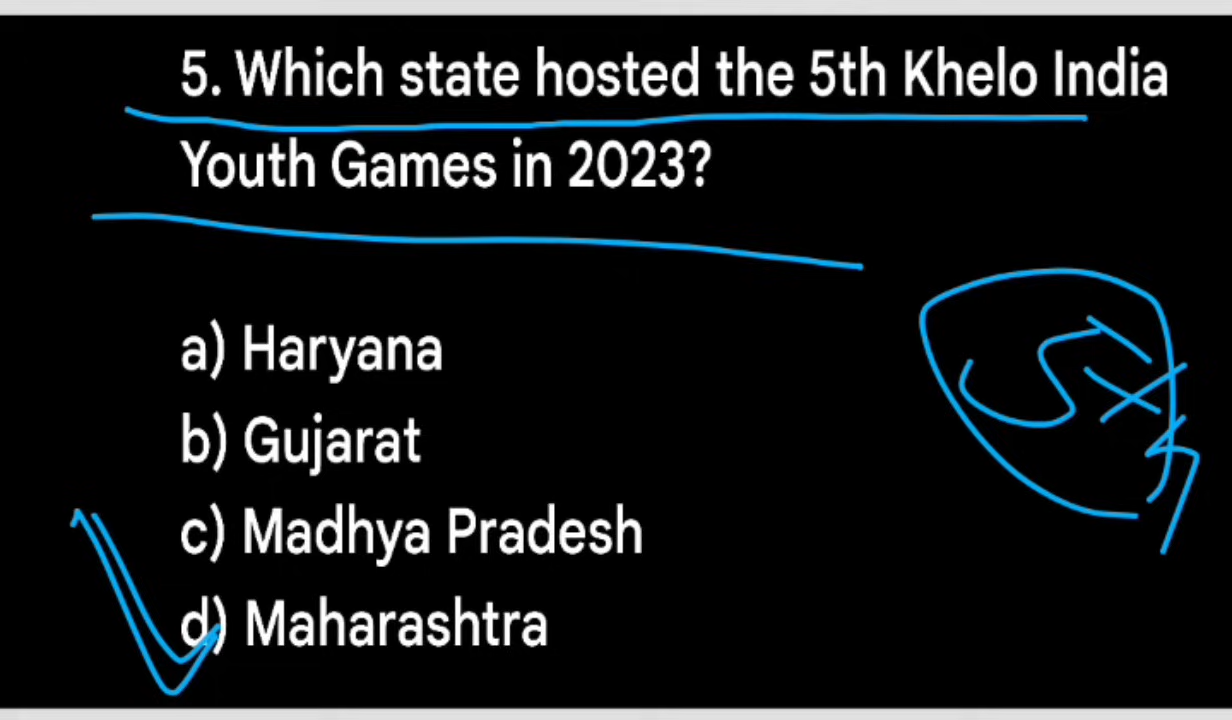 5. Which state hosted the 5th Khelo India
Youth Games in 2023?
a) Haryana
b) Gujarat
c) Madhya Pradesh
d) Maharashtra